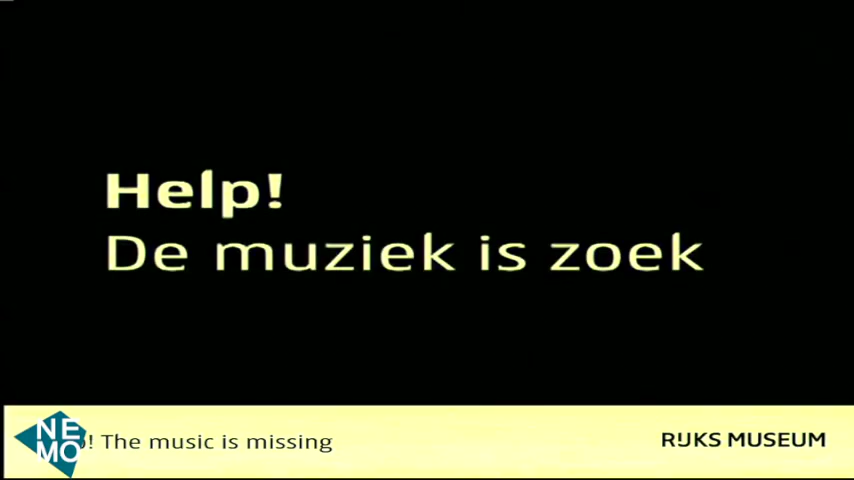 Help!
De muziek is zoek
! The music is missing
NE
MO
RIJKS MUSEUM